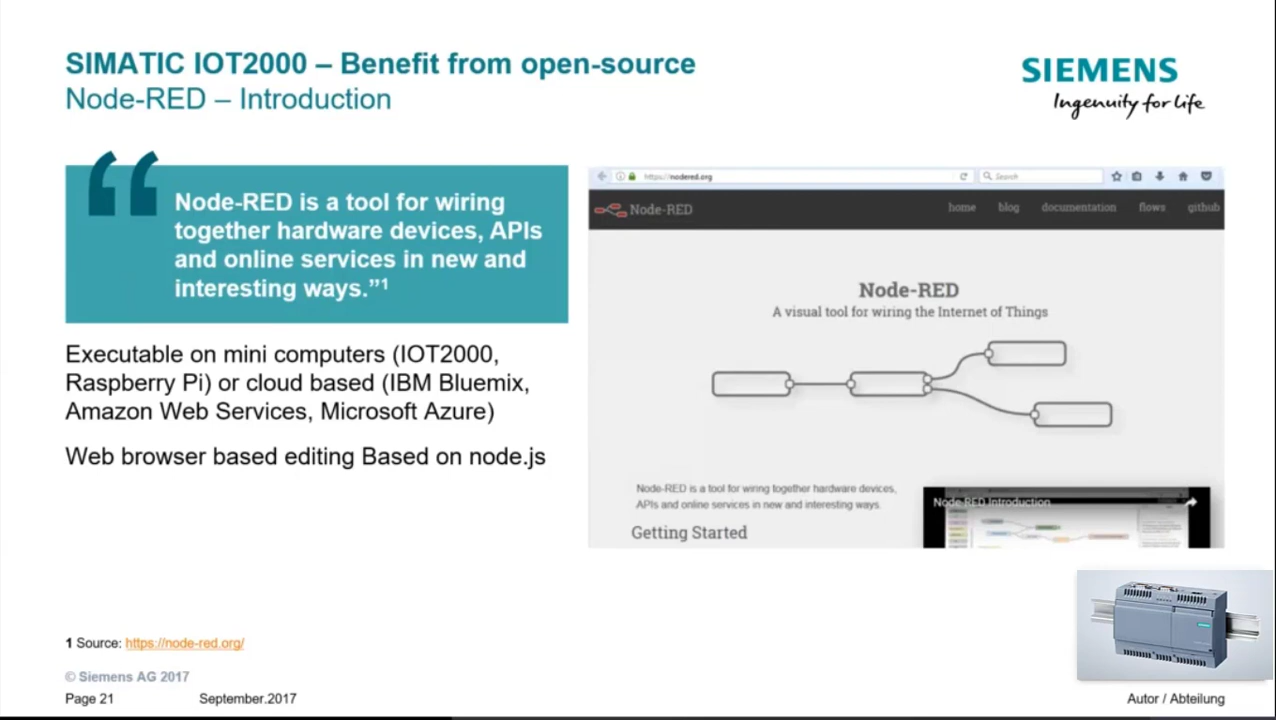 SIMATIC IOT2000 – Benefit from open-source
Node-RED – Introduction
SIEMENS
Ingenuity for life
“
Node-RED is a tool for wiring
together hardware devices, APIs
and online services in new and
interesting ways.”1
Executable on mini computers (IOT2000,
Raspberry Pi) or cloud based (IBM Bluemix,
Amazon Web Services, Microsoft Azure)
Web browser based editing Based on node.js
https://nodered.org
Search
Node-RED
home blog documentation flows github
Node-RED
A visual tool for wiring the Internet of Things
Node-RED is a tool for wiring together hardware devices,
APIs and online services in new and interesting ways.
Getting Started
Node-RED Introduction
1 Source: https://node-red.org/
© Siemens AG 2017
Page 21 September.2017
Autor / Abteilung